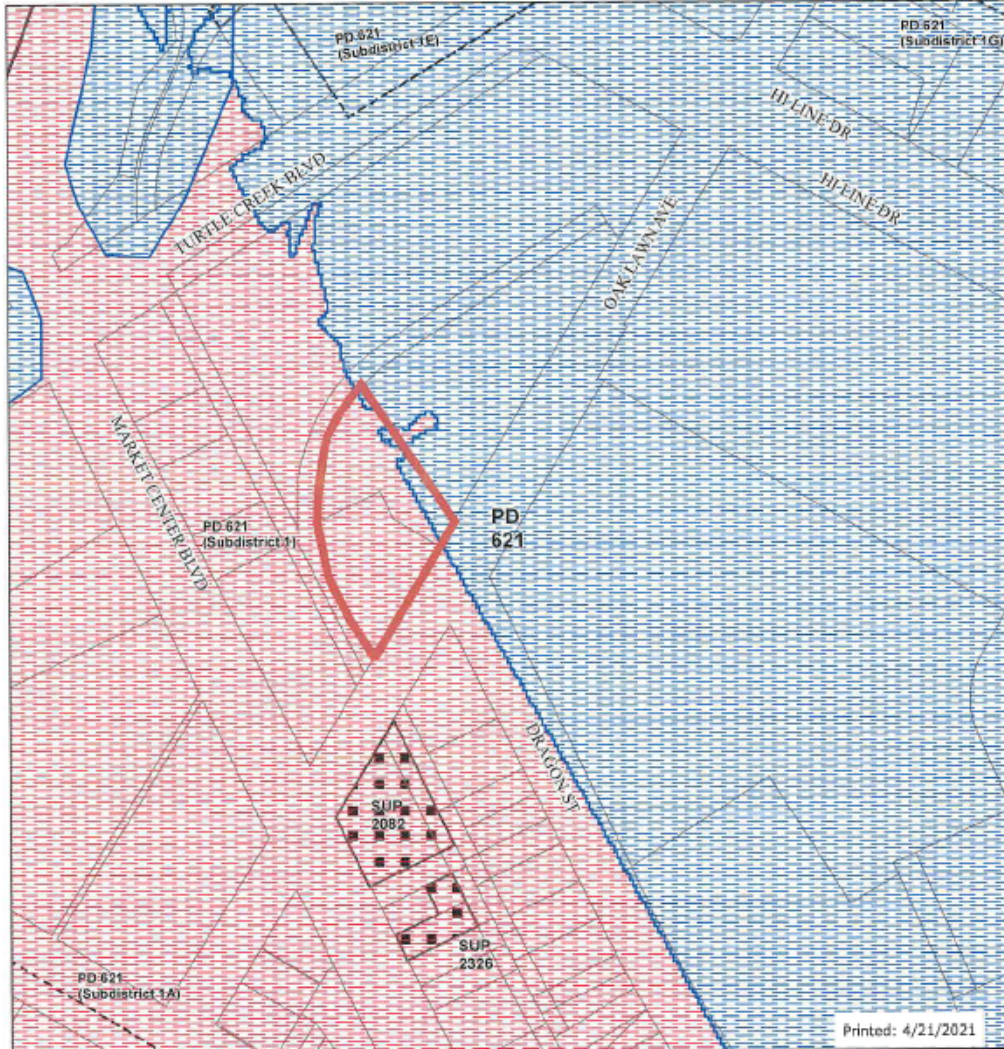 PD 621
(Subdistrict 1E)
PD 621
(Subdistrict 1G)
HI-LINE DR
HI-LINE DR
TURTLE CREEK BLVD
OAK LAWN AVE
MARKET CENTER BLVD
PD 621
(Subdistrict 1)
PD
621
DRAGON ST
SUP
2082
SUP
2326
PD 621
(Subdistrict 1A)
Printed: 4/21/2021